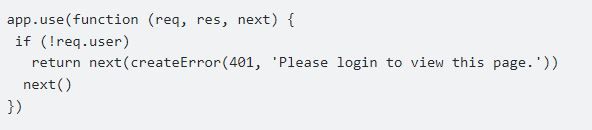 app.use(function (req, res, next) {
 if (!req.user)
   return next(createError(401, 'Please login to view this page.'))
  next()
})